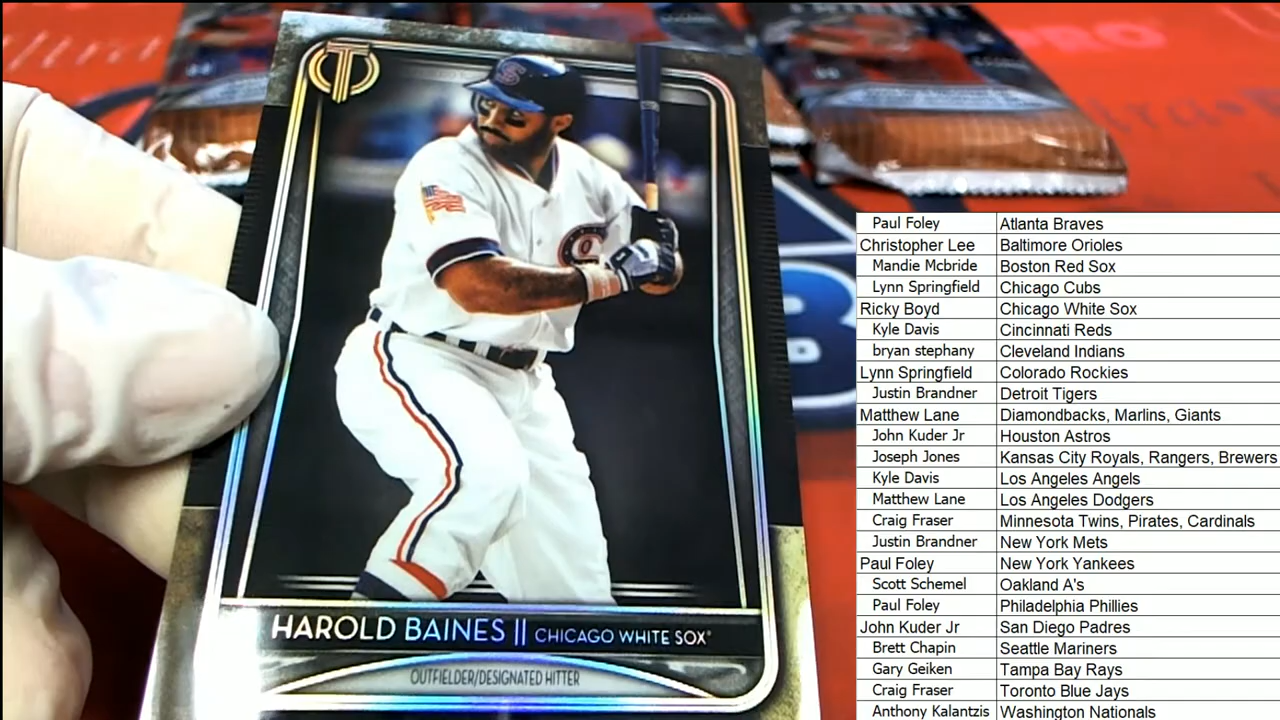 T
S
9
HAROLD BAINES || CHICAGO WHITE SOX®
OUTFIELDER/DESIGNATED HITTER
PRO
Paul Foley Atlanta Braves
Christopher Lee Baltimore Orioles
Mandie Mcbride Boston Red Sox
Lynn Springfield Chicago Cubs
Ricky Boyd Chicago White Sox
Kyle Davis Cincinnati Reds
bryan stephany Cleveland Indians
Lynn Springfield Colorado Rockies
Justin Brandner Detroit Tigers
Matthew Lane Diamondbacks, Marlins, Giants
John Kuder Jr Houston Astros
Joseph Jones Kansas City Royals, Rangers, Brewers
Kyle Davis Los Angeles Angels
Matthew Lane Los Angeles Dodgers
Craig Fraser Minnesota Twins, Pirates, Cardinals
Justin Brandner New York Mets
Paul Foley New York Yankees
Scott Schemel Oakland A's
Paul Foley Philadelphia Phillies
John Kuder Jr San Diego Padres
Brett Chapin Seattle Mariners
Gary Geiken Tampa Bay Rays
Craig Fraser Toronto Blue Jays
Anthony Kalantzis Washington Nationals